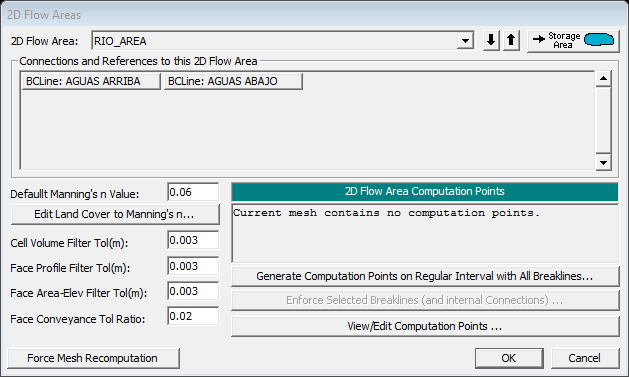 2D Flow Areas
2D Flow Area: RIO_AREA
Storage
Area
Connections and References to this 2D Flow Area
BCLine: AGUAS ARRIBA BCLine: AGUAS ABAJO
Default Manning's n Value: 0.06
Edit Land Cover to Manning's n...
Cell Volume Filter Tol(m): 0.003
Face Profile Filter Tol(m): 0.003
Face Area-Elev Filter Tol(m): 0.003
Face Conveyance Tol Ratio: 0.02
2D Flow Area Computation Points
Current mesh contains no computation points.
Generate Computation Points on Regular Interval with All Breaklines...
Enforce Selected Breaklines (and internal Connections) ...
View/Edit Computation Points ...
Force Mesh Recomputation
OK
Cancel